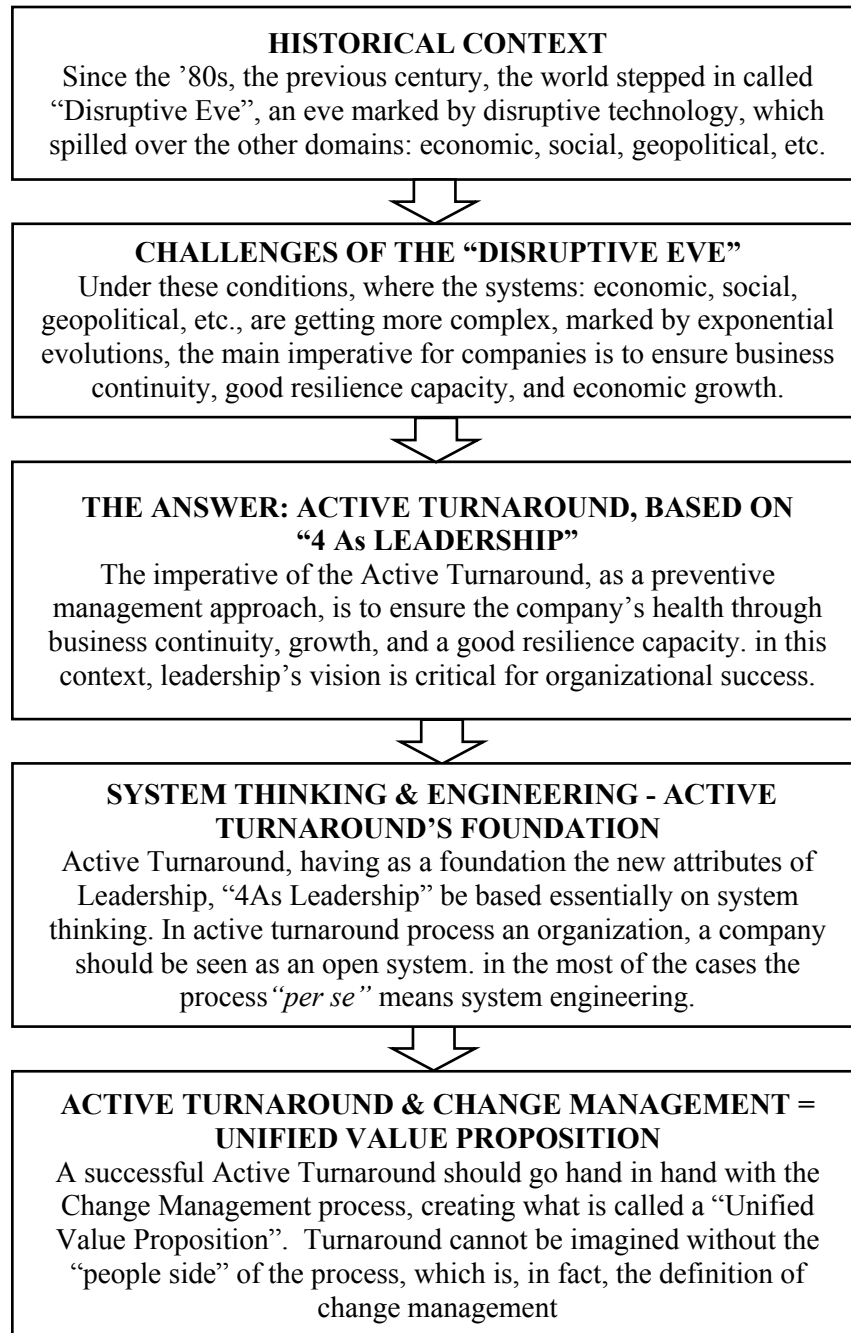 HISTORICAL CONTEXT
Since the ’80s, the previous century, the world stepped in called
“Disruptive Eve”, an eve marked by disruptive technology, which
spilled over the other domains: economic, social, geopolitical, etc.
CHALLENGES OF THE “DISRUPTIVE EVE”
Under these conditions, where the systems: economic, social,
geopolitical, etc., are getting more complex, marked by exponential
evolutions, the main imperative for companies is to ensure business
continuity, good resilience capacity, and economic growth.
THE ANSWER: ACTIVE TURNAROUND, BASED ON
“4 As LEADERSHIP”
The imperative of the Active Turnaround, as a preventive
management approach, is to ensure the company’s health through
business continuity, growth, and a good resilience capacity. in this
context, leadership’s vision is critical for organizational success.
SYSTEM THINKING & ENGINEERING - ACTIVE
TURNAROUND’S FOUNDATION
Active Turnaround, having as a foundation the new attributes of
Leadership, “4As Leadership” be based essentially on system
thinking. In active turnaround process an organization, a company
should be seen as an open system. in the most of the cases the
process “per se” means system engineering.
ACTIVE TURNAROUND & CHANGE MANAGEMENT =
UNIFIED VALUE PROPOSITION
A successful Active Turnaround should go hand in hand with the
Change Management process, creating what is called a “Unified
Value Proposition”.  Turnaround cannot be imagined without the
“people side” of the process, which is, in fact, the definition of
change management